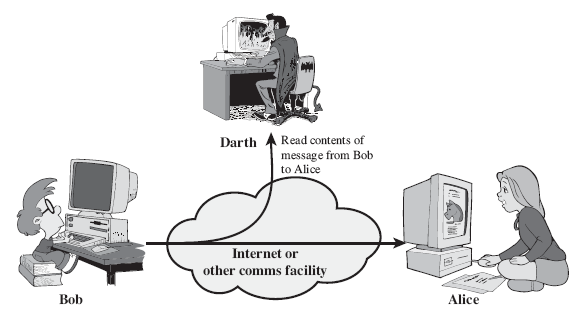 Darth
Read contents of
message from Bob
to Alice
Internet or
other comms facility
Bob
Alice